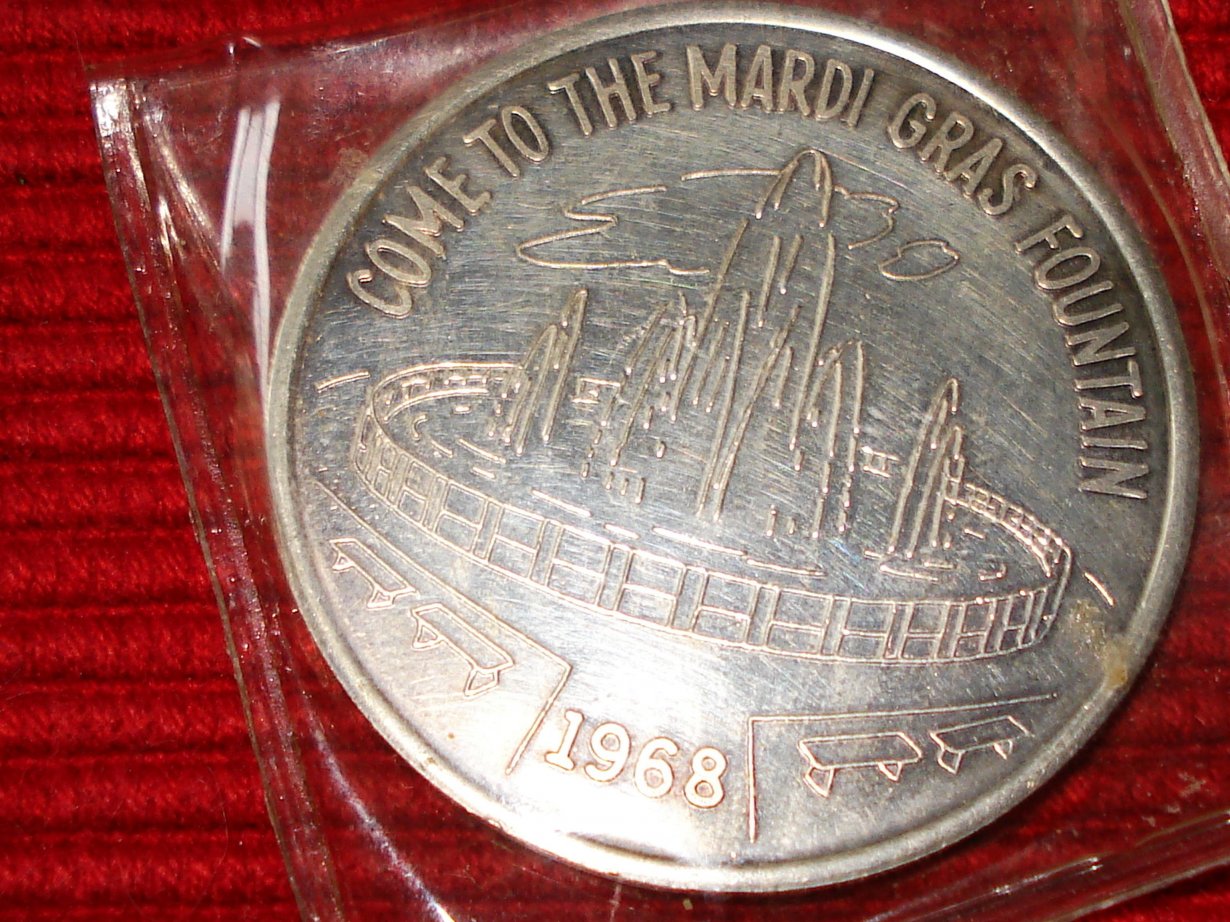 COME TO THE MARDI GRAS FOUNTAIN
1968